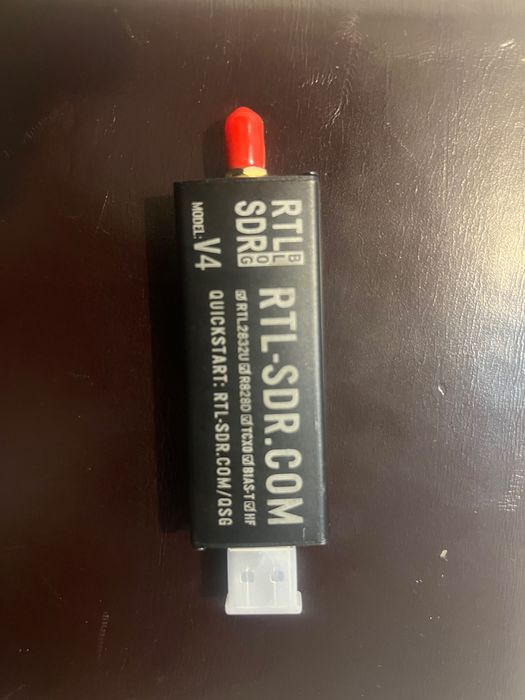 RTL
SDR
BLOG
MODEL: V4
RTL-SDR.COM
☑RTL2832U ☑R828D ☑TCXO ☑BIAS-T ☑HF
QUICKSTART: RTL-SDR.COM/QSG